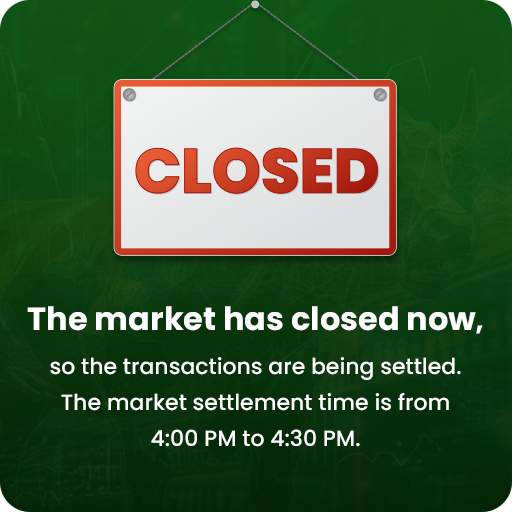 CLOSED
The market has closed now,
so the transactions are being settled.
The market settlement time is from
4:00 PM to 4:30 PM.